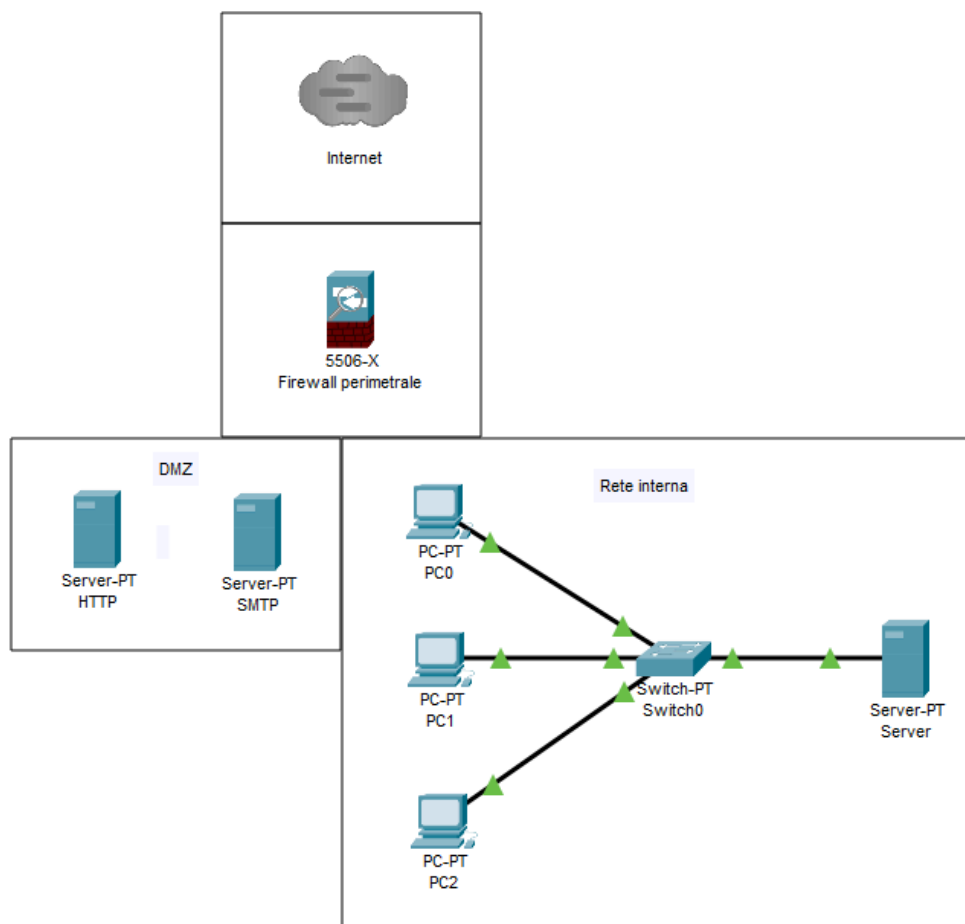 Internet
5506-X
Firewall perimetrale
DMZ
Server-PT
HTTP
Server-PT
SMTP
Rete interna
PC-PT
PC0
PC-PT
PC1
PC-PT
PC2
Switch-PT
Switch0
Server-PT
Server